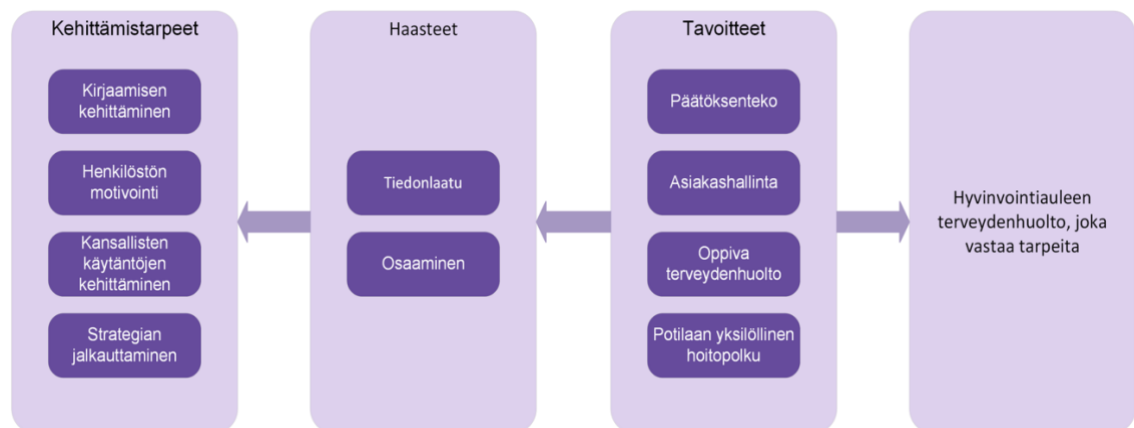 Kehittämistarpeet
Kirjaamisen
kehittäminen
Henkilöstön
motivointi
Kansallisten
käytäntöjen
kehittäminen
Strategian
jalkauttaminen
Haasteet
Tiedonlaatu
Osaaminen
Tavoitteet
Päätöksenteko
Asiakashallinta
Oppiva
terveydenhuolto
Potilaan yksilöllinen
hoitopolku
Hyvinvointiauleen
terveydenhuolto, joka
vastaa tarpeita